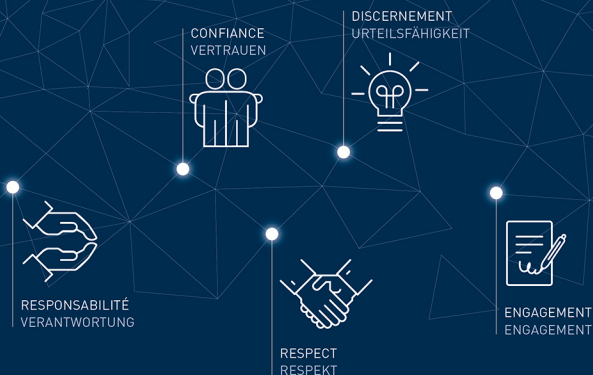 DISCERNEMENT
URTEILSFÄHIGKEIT
CONFIANCE
VERTRAUEN
RESPONSABILITÉ
VERANTWORTUNG
ENGAGEMENT
ENGAGEMENT
RESPECT
RESPEKT